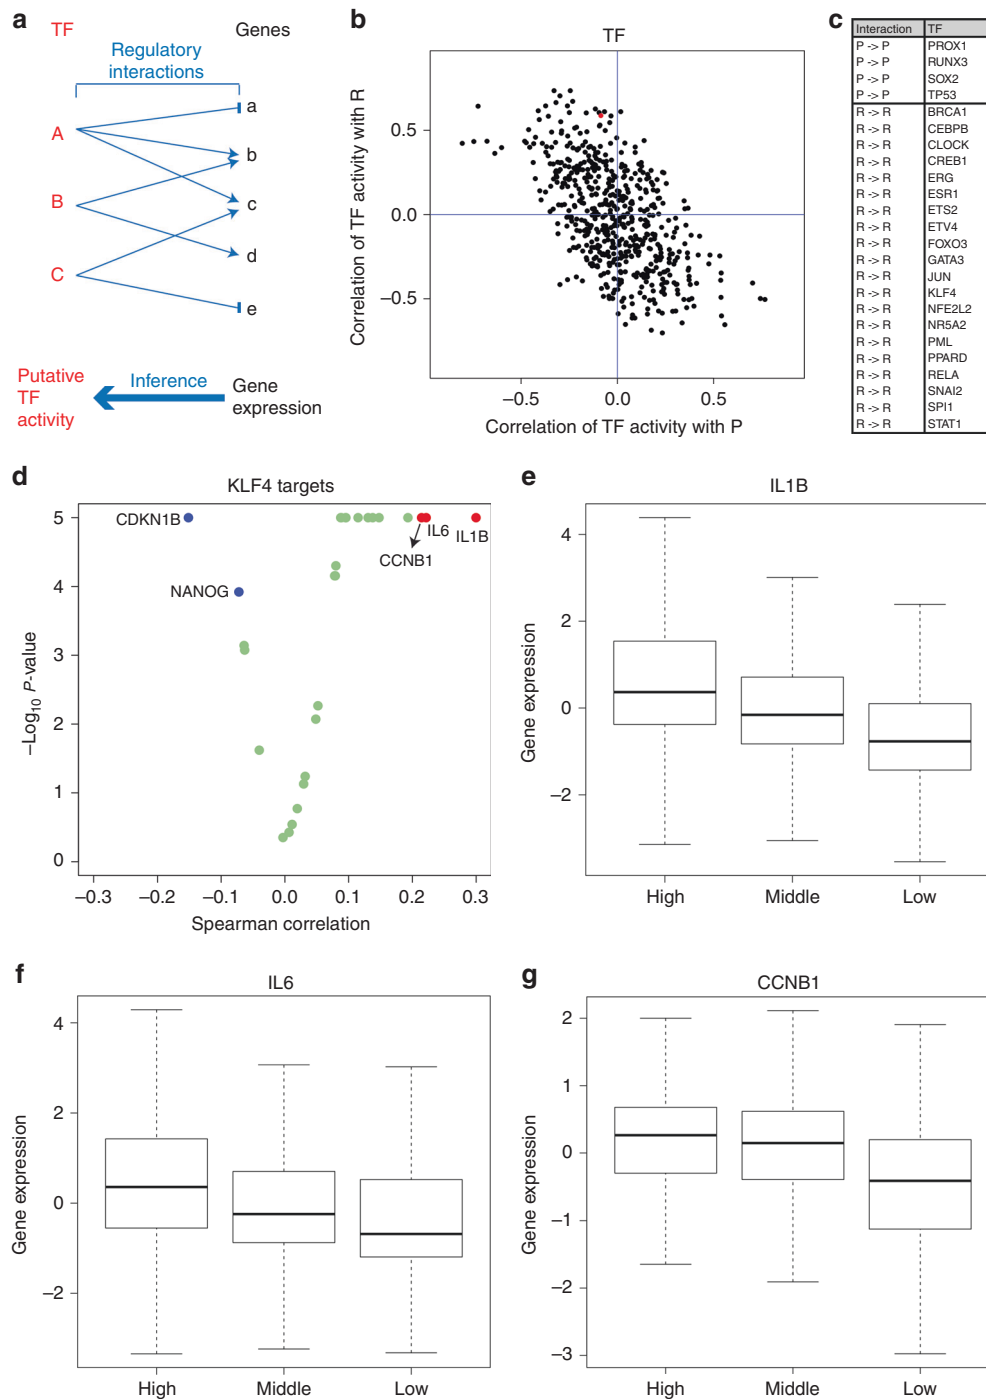 a
TF
Genes
Regulatory
interactions
A
B
C
a
b
c
d
e
Putative
TF
activity
Inference
Gene
expression
b
TF
Correlation of TF activity with R
0.5
0.0
−0.5
−0.5
0.0
0.5
Correlation of TF activity with P
c
Interaction TF
P -> P PROX1
P -> P RUNX3
P -> P SOX2
P -> P TP53
R -> R BRCA1
R -> R CEBPB
R -> R CLOCK
R -> R CREB1
R -> R ERG
R -> R ESR1
R -> R ETS2
R -> R ETV4
R -> R FOXO3
R -> R GATA3
R -> R JUN
R -> R KLF4
R -> R NFE2L2
R -> R NR5A2
R -> R PML
R -> R PPARD
R -> R RELA
R -> R SNAI2
R -> R SPI1
R -> R STAT1
d
KLF4 targets
−Log10 P-value
5
4
3
2
1
0
CDKN1B
NANOG
IL6
IL1B
CCNB1
−0.3
−0.2
−0.1
0.0
0.1
0.2
0.3
Spearman correlation
e
IL1B
Gene expression
4
2
0
−2
High
Middle
Low
f
IL6
Gene expression
4
2
0
−2
High
Middle
Low
g
CCNB1
Gene expression
2
1
0
−1
−2
−3
High
Middle
Low